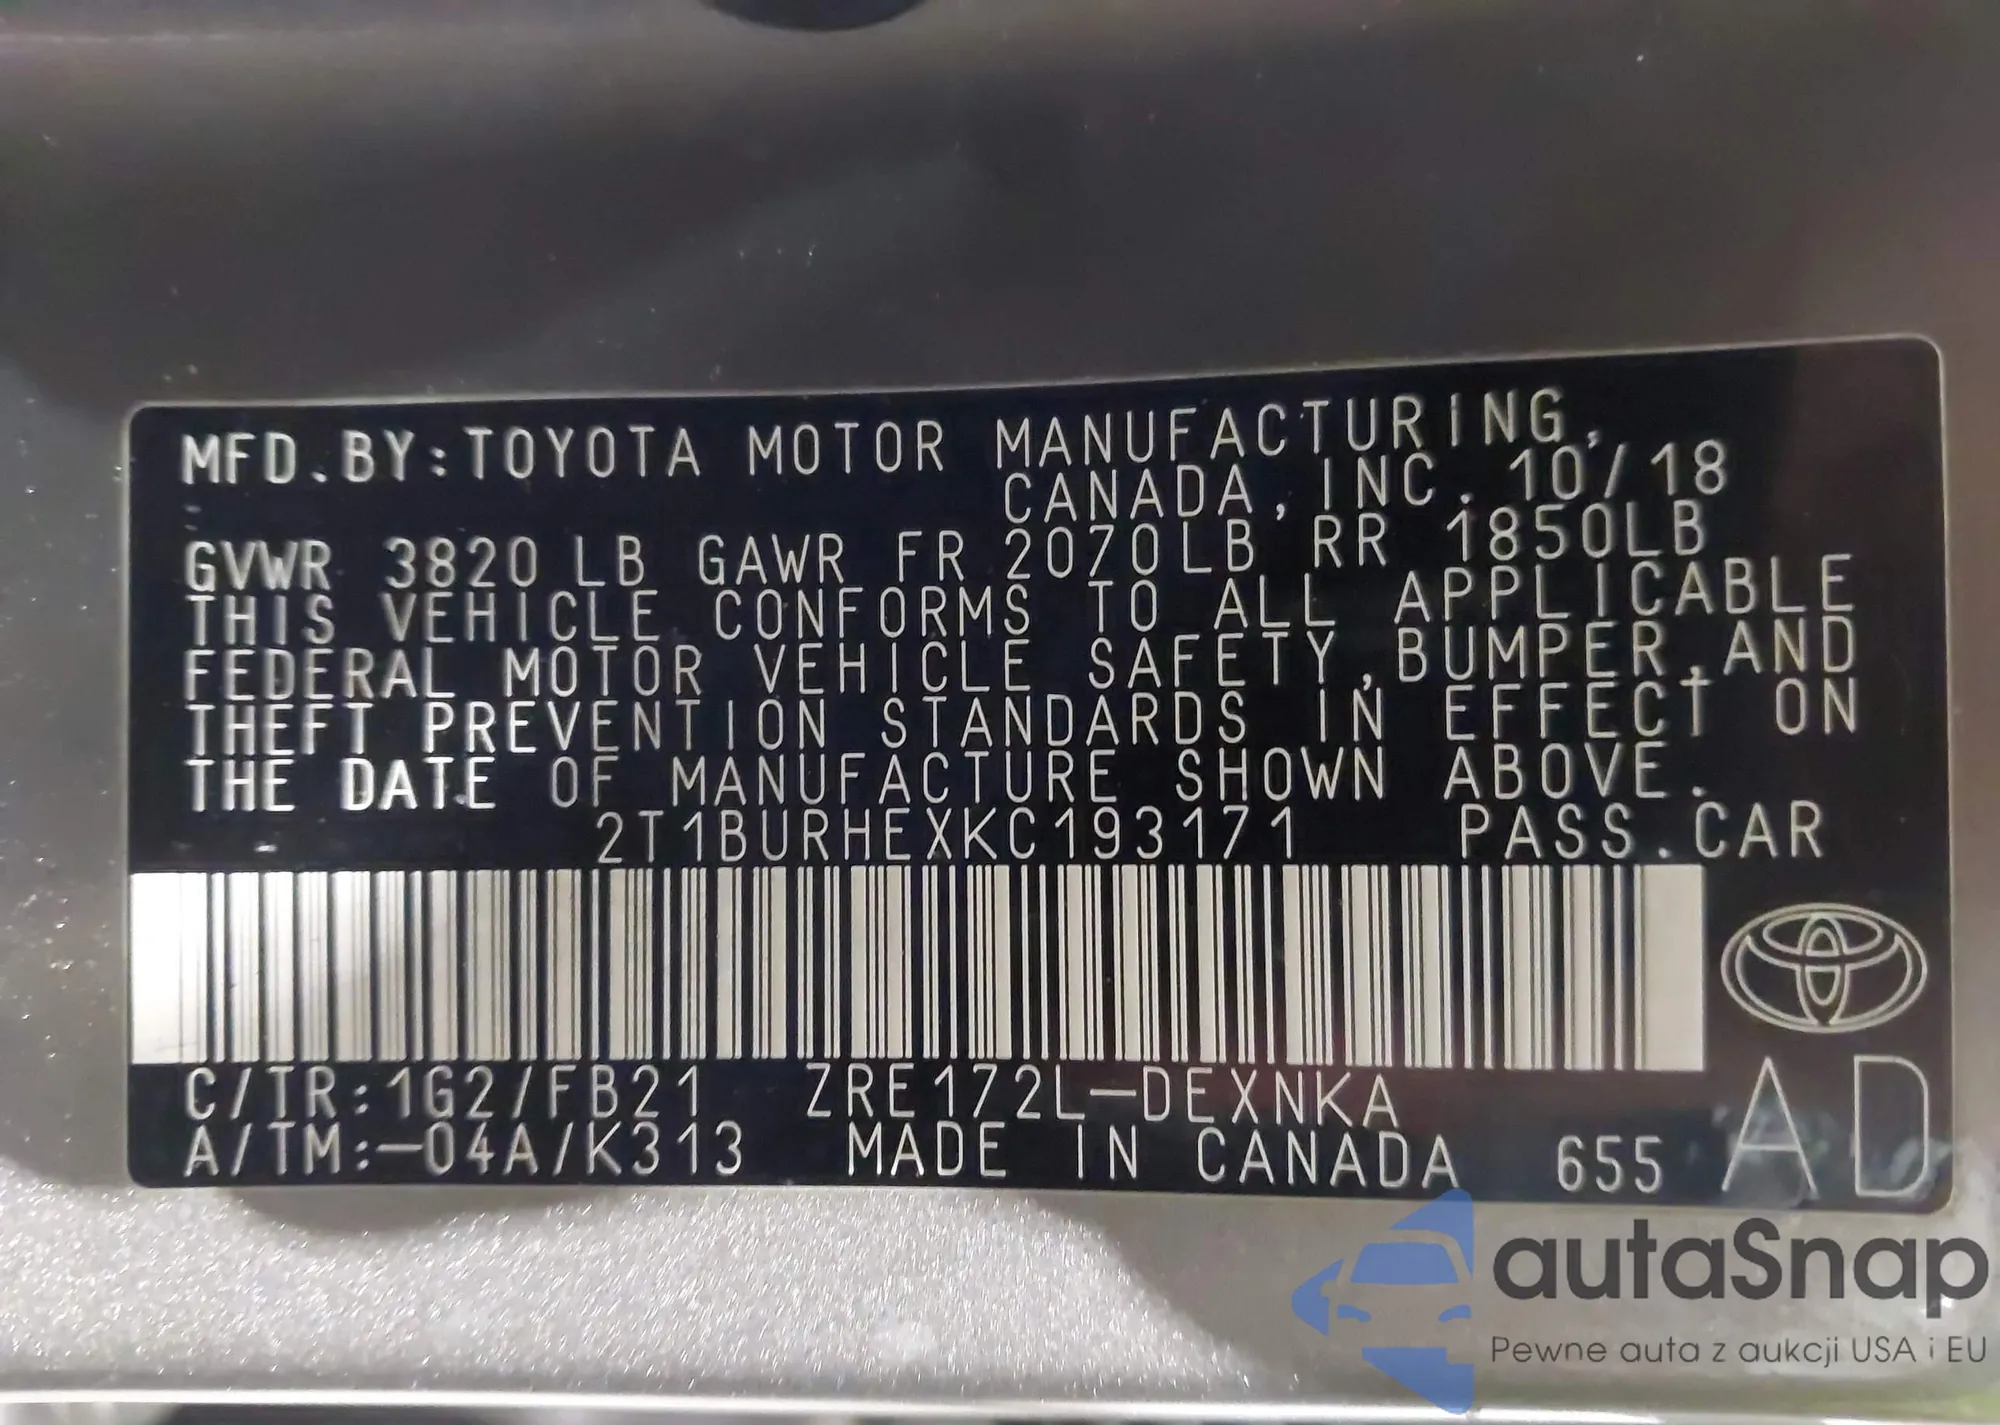 MFD.BY:TOYOTA MOTOR MANUFACTURING,
CANADA, INC. 10/18
GVWR 3820 LB GAWR FR 2070LB RR 1850LB
THIS VEHICLE CONFORMS TO ALL APPLICABLE
FEDERAL MOTOR VEHICLE SAFETY,BUMPER,AND
THEFT PREVENTION STANDARDS IN EFFECT ON
THE DATE OF MANUFACTURE SHOWN ABOVE.
2T1BURHEXKC193171 PASS.CAR
C/TR:1G2/FB21 ZRE172L-DEXNKA
A/TM:-04A/K313 MADE IN CANADA 655
AD
autaSnap
Pewne auta z aukcji USA i EU